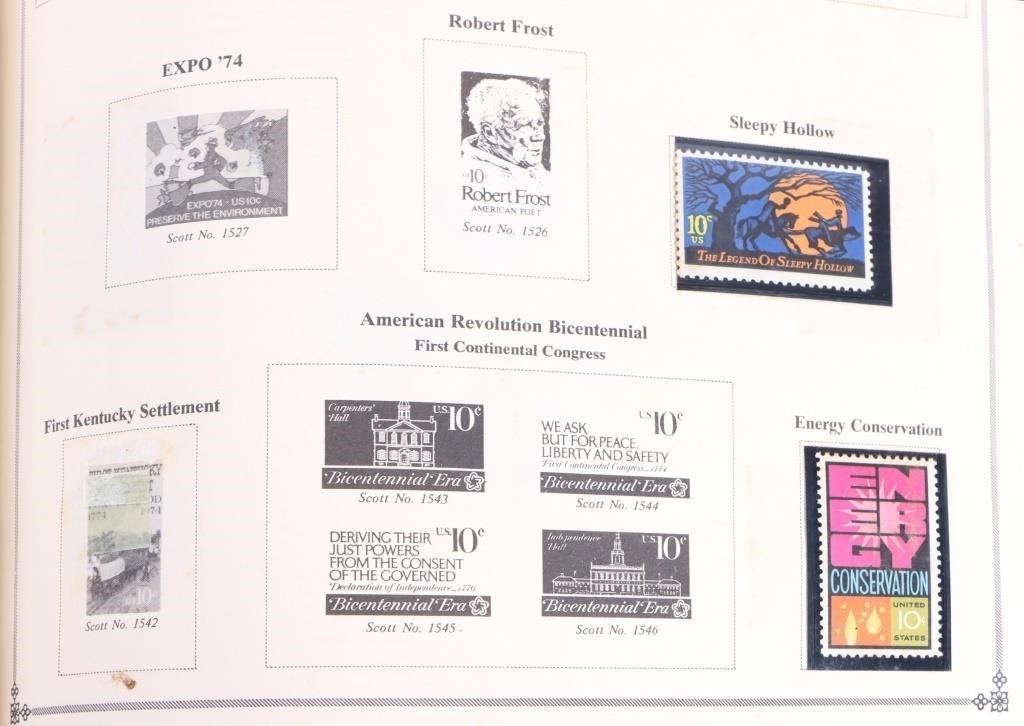 Robert Frost
EXPO '74
Sleepy Hollow
EXPO'74 - US 10c
PRESERVE THE ENVIRONMENT
Scott No. 1527
10c
Robert Frost
AMERICAN POET
Scott No. 1526
10c
US
THE LEGEND OF SLEEPY HOLLOW
American Revolution Bicentennial
First Continental Congress
First Kentucky Settlement
Energy Conservation
1774 1974
10
Scott No. 1542
Carpenters' Hall
U.S. 10c
Bicentennial Era
Scott No. 1543
U.S. 10c
WE ASK
BUT FOR PEACE,
LIBERTY AND SAFETY
First Continental Congress, 1774
Bicentennial Era
Scott No. 1544
DERIVING THEIR
JUST POWERS
FROM THE CONSENT
OF THE GOVERNED
Declaration of Independence, 1776
U.S. 10c
Bicentennial Era
Scott No. 1545
Independence Hall
U.S. 10c
Bicentennial Era
Scott No. 1546
ENERGY
CONSERVATION
UNITED
10c
STATES